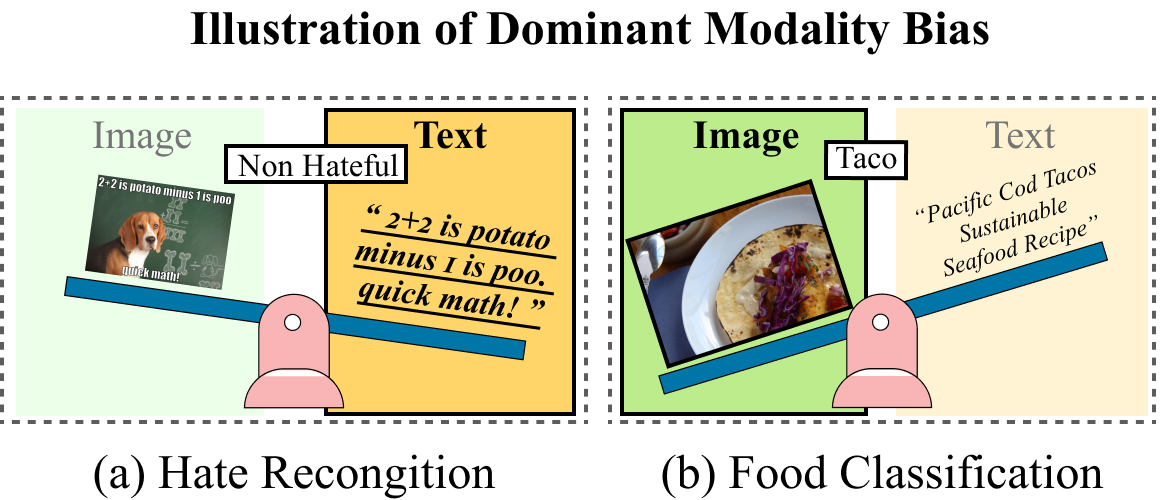 Illustration of Dominant Modality Bias
Image
Text
Non Hateful
2+2 is potato minus 1 is poo
quick math!
“ 2+2 is potato
minus 1 is poo.
quick math! ”
(a) Hate Recongition
Image
Text
Taco
“Pacific Cod Tacos
Sustainable
Seafood Recipe”
(b) Food Classification